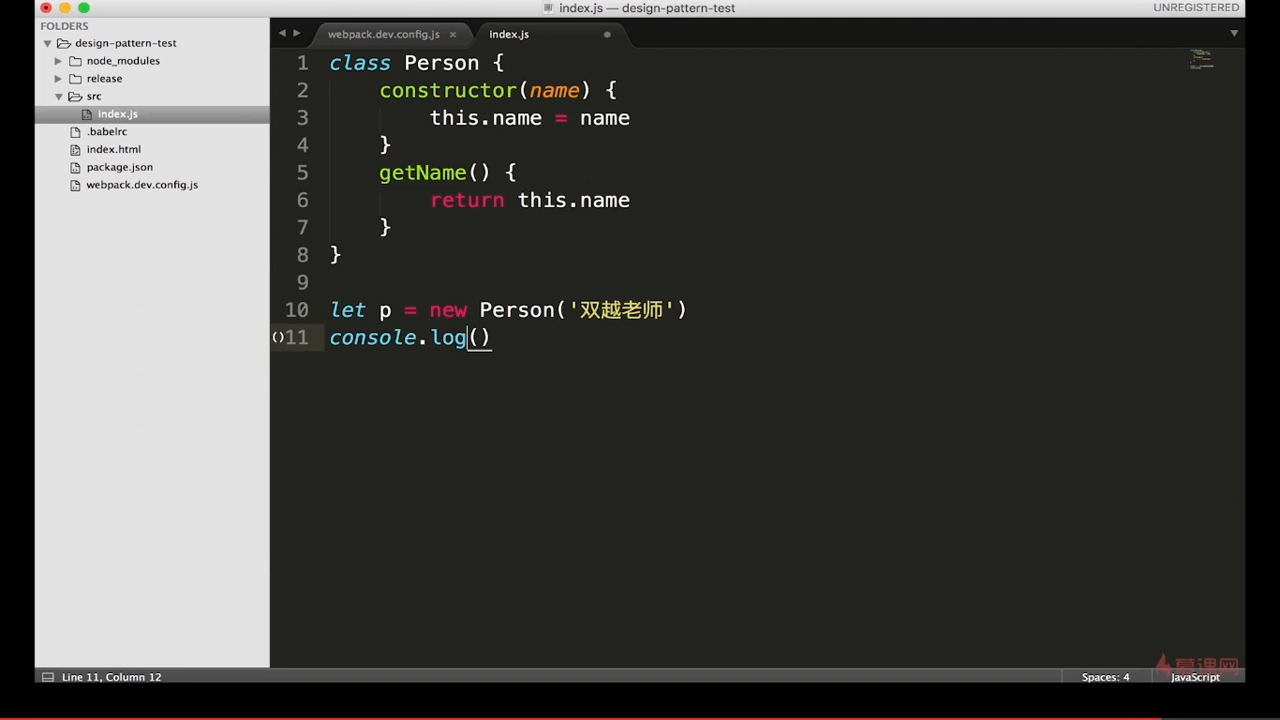 index.js — design-pattern-test
UNREGISTERED
FOLDERS
design-pattern-test
node_modules
release
src
index.js
.babelrc
index.html
package.json
webpack.dev.config.js
webpack.dev.config.js ×
index.js
1 class Person {
2 constructor(name) {
3 this.name = name
4 }
5 getName() {
6 return this.name
7 }
8 }
9
10 let p = new Person('双越老师')
()11 console.log()
慕课网
Line 11, Column 12
Spaces: 4
JavaScript